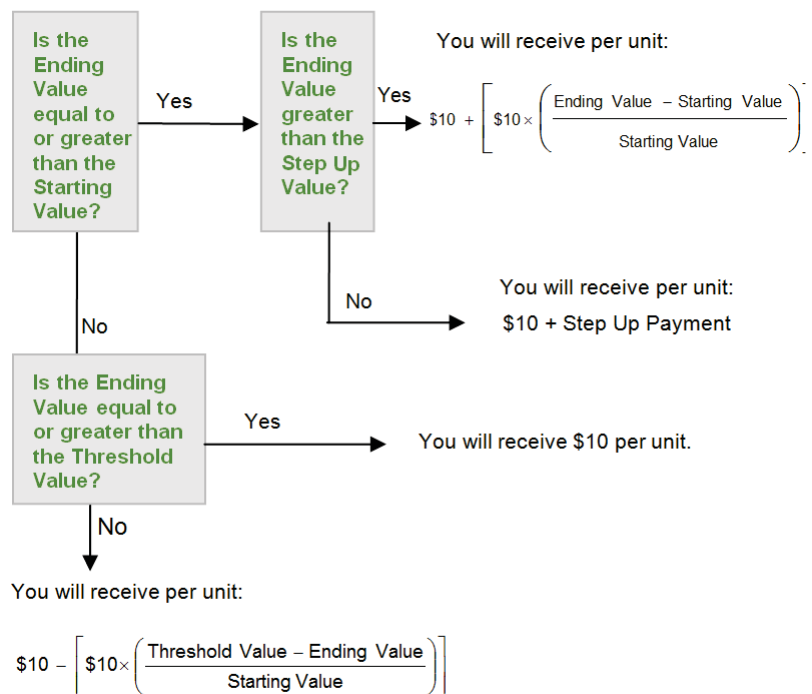 Is the
Ending
Value
equal to
or greater
than the
Starting
Value?
Yes
Is the
Ending
Value
greater
than the
Step Up
Value?
Yes
You will receive per unit:
$10 + [ $10 × ( Ending Value – Starting Value
Starting Value ) ]
No
You will receive per unit:
$10 + Step Up Payment
No
Is the Ending
Value equal to
or greater than
the Threshold
Value?
Yes
You will receive $10 per unit.
No
You will receive per unit:
$10 – [ $10× ( Threshold Value – Ending Value
Starting Value ) ]